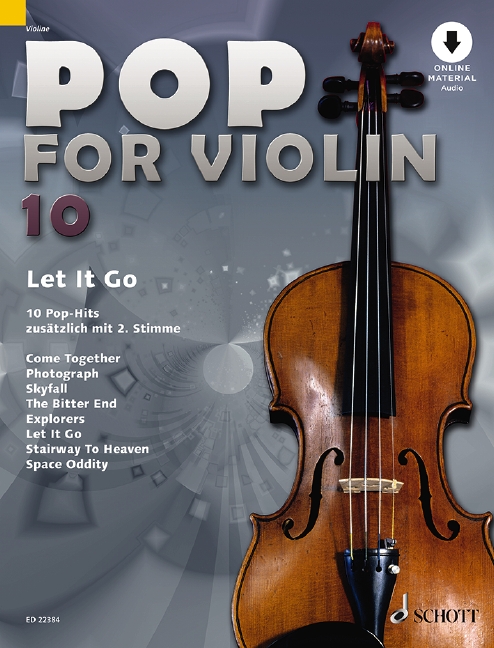 Violine
POP
FOR VIOLIN
10
ONLINE
MATERIAL
Audio
Let It Go
10 Pop-Hits
zusätzlich mit 2. Stimme
Come Together
Photograph
Skyfall
The Bitter End
Explorers
Let It Go
Stairway To Heaven
Space Oddity
ED 22384
SCHOTT